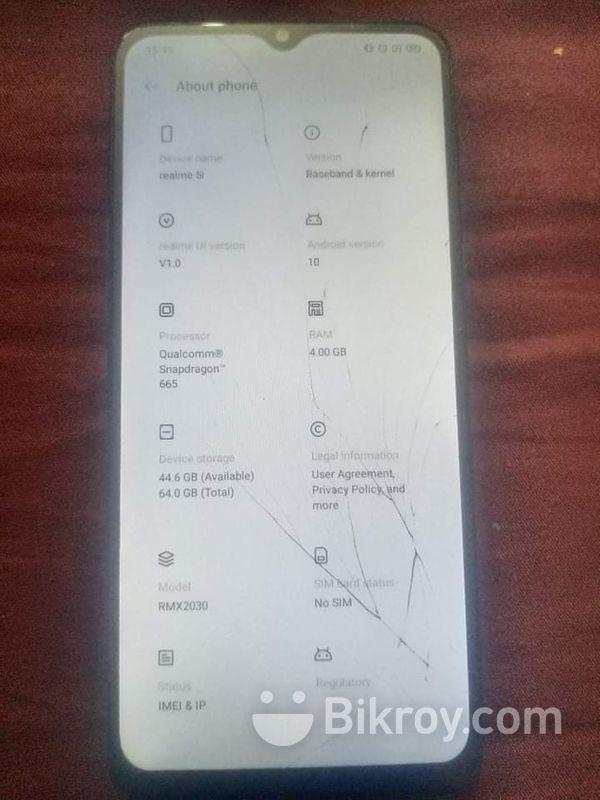 15:45
About phone
Device name
realme 5i
Version
Baseband & kernel
realme UI version
V1.0
Android version
10
Processor
Qualcomm®
Snapdragon™
665
RAM
4.00 GB
Device storage
44.6 GB (Available)
64.0 GB (Total)
Legal information
User Agreement,
Privacy Policy, and
more
Model
RMX2030
SIM card status
No SIM
Status
IMEI & IP
Regulatory
Bikroy.com